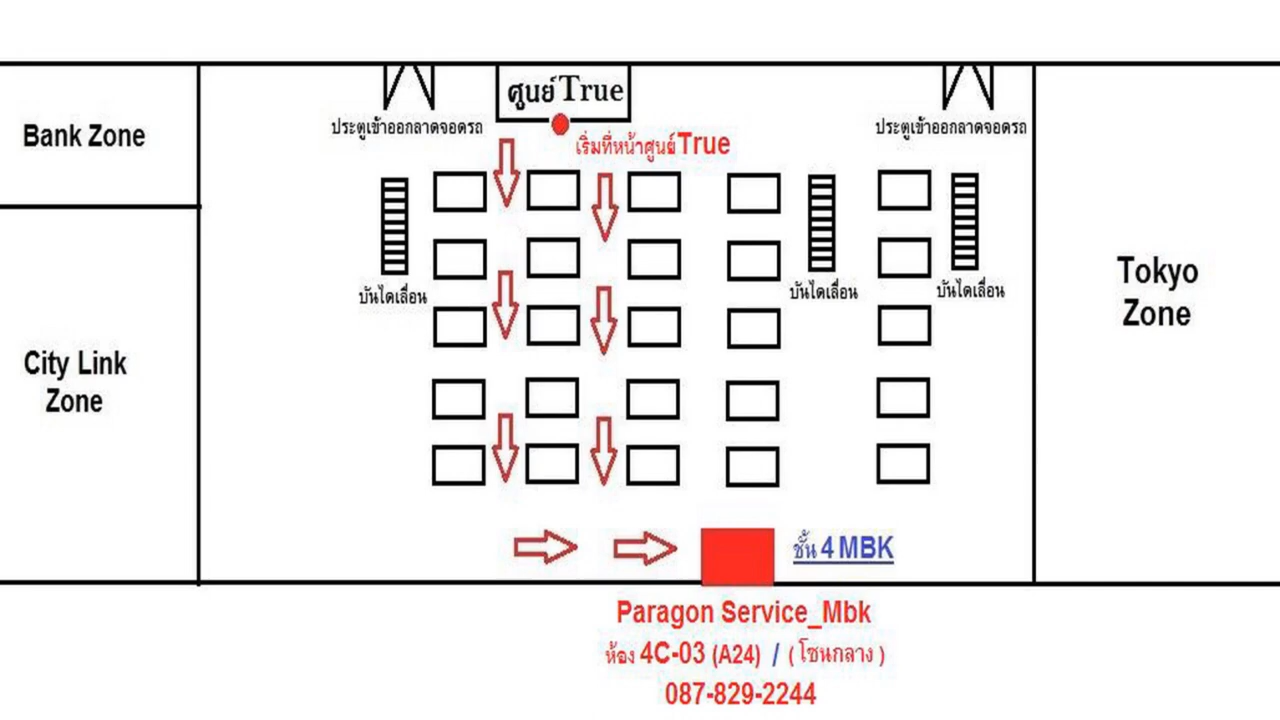 ศูนย์True
ประตูเข้าออกลาดจอดรถ
ประตูเข้าออกลาดจอดรถ
เริ่มที่หน้าศูนย์True
Bank Zone
บันไดเลื่อน
บันไดเลื่อน
บันไดเลื่อน
Tokyo
Zone
City Link
Zone
ชั้น 4 MBK
Paragon Service_Mbk
ห้อง 4C-03 (A24) / (โซนกลาง)
087-829-2244